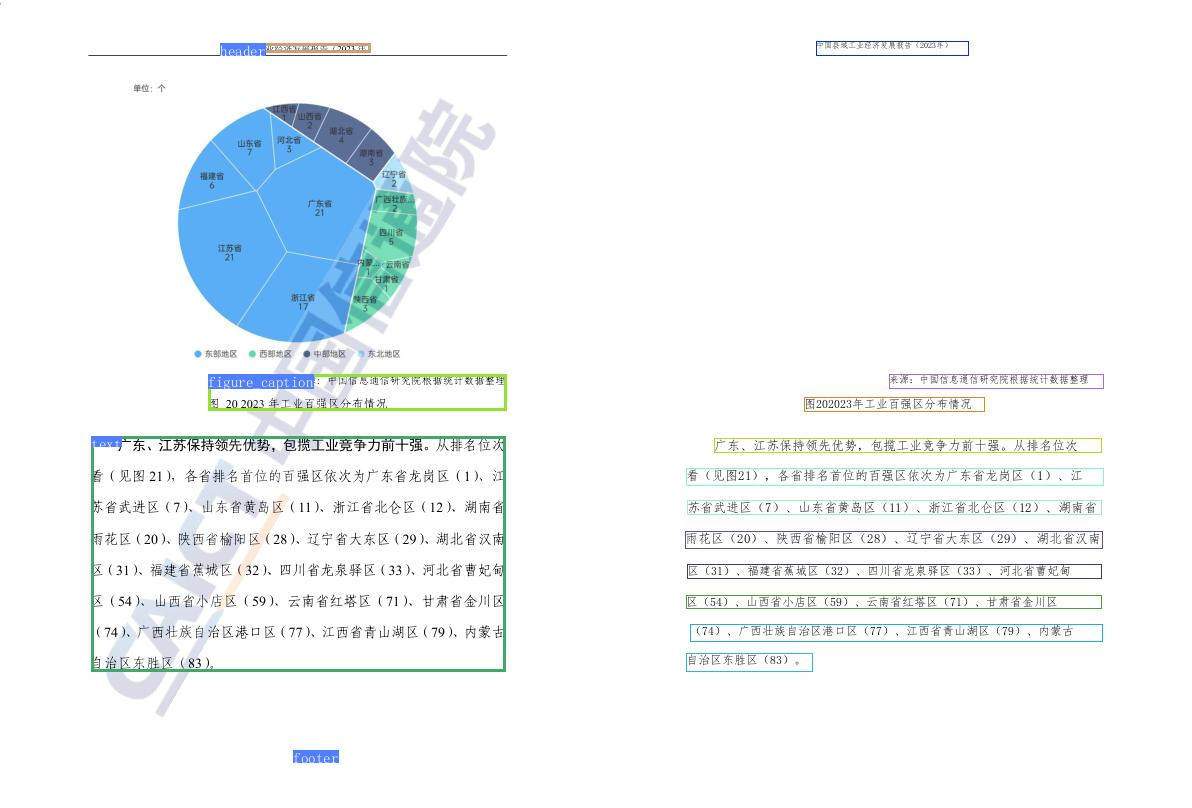 header
业经济发展报告（2023年
单位：个
江西省
1
山西省
2
湖北省
4
湖南省
3
山东省
7
河北省
3
福建省
6
辽宁省
2
广东省
21
广西壮族...
2
四川省
5
江苏省
21
内蒙...
1
云南省
甘肃省
1
浙江省
17
陕西省
3
东部地区 西部地区 中部地区 东北地区
figure_caption：中国信息通信研究院根据统计数据整理
图 20 2023 年工业百强区分布情况
text广东、江苏保持领先优势，包揽工业竞争力前十强。从排名位次
看（见图 21），各省排名首位的百强区依次为广东省龙岗区（1）、江
苏省武进区（7）、山东省黄岛区（11）、浙江省北仑区（12）、湖南省
雨花区（20）、陕西省榆阳区（28）、辽宁省大东区（29）、湖北省汉南
区（31）、福建省蕉城区（32）、四川省龙泉驿区（33）、河北省曹妃甸
区（54）、山西省小店区（59）、云南省红塔区（71）、甘肃省金川区
（74）、广西壮族自治区港口区（77）、江西省青山湖区（79）、内蒙古
自治区东胜区（83）。
footer
CAICT 中国信通院
中国县域工业经济发展报告（2023年）
来源：中国信息通信研究院根据统计数据整理
图202023年工业百强区分布情况
广东、江苏保持领先优势，包揽工业竞争力前十强。从排名位次
看（见图21），各省排名首位的百强区依次为广东省龙岗区（1）、江
苏省武进区（7）、山东省黄岛区（11）、浙江省北仑区（12）、湖南省
雨花区（20）、陕西省榆阳区（28）、辽宁省大东区（29）、湖北省汉南
区（31）、福建省蕉城区（32）、四川省龙泉驿区（33）、河北省曹妃甸
区（54）、山西省小店区（59）、云南省红塔区（71）、甘肃省金川区
（74）、广西壮族自治区港口区（77）、江西省青山湖区（79）、内蒙古
自治区东胜区（83）。